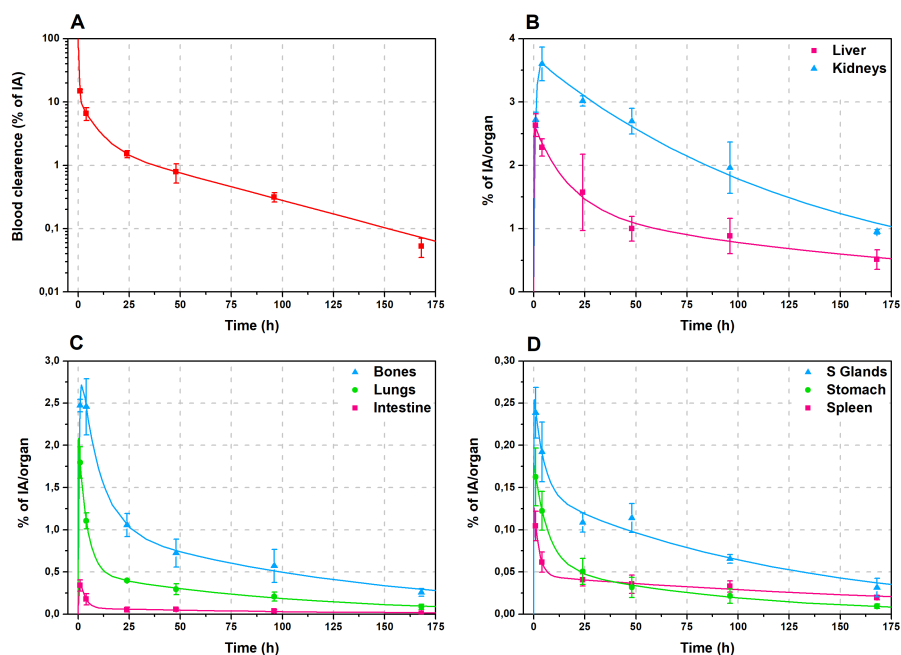 A
Blood clearence (% of IA)
100
10
1
0,1
0,01
0 25 50 75 100 125 150 175
Time (h)
B
Liver
Kidneys
% of IA/organ
4
3
2
1
0
0 25 50 75 100 125 150 175
Time (h)
C
Bones
Lungs
Intestine
% of IA/organ
3,0
2,5
2,0
1,5
1,0
0,5
0,0
0 25 50 75 100 125 150 175
Time (h)
D
S Glands
Stomach
Spleen
% of IA/organ
0,30
0,25
0,20
0,15
0,10
0,05
0,00
0 25 50 75 100 125 150 175
Time (h)